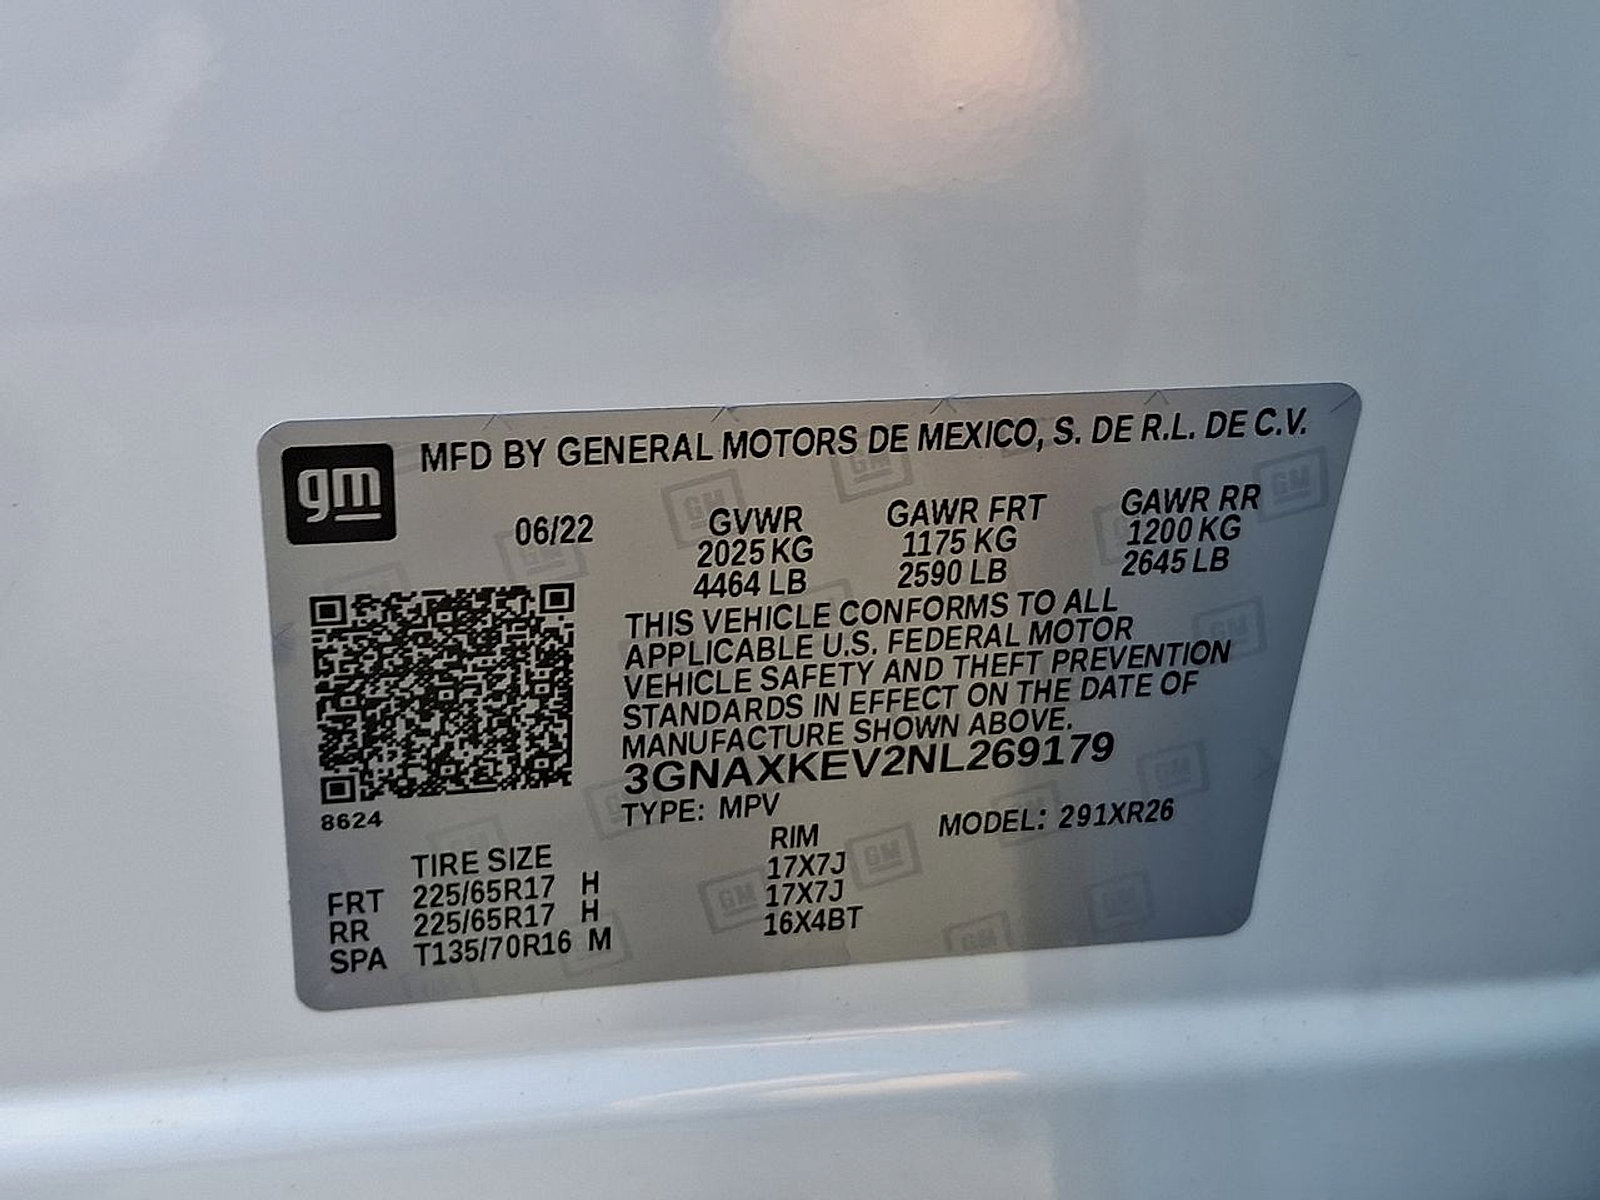 gm
MFD BY GENERAL MOTORS DE MEXICO, S. DE R.L. DE C.V.
06/22 GVWR GAWR FRT GAWR RR
2025 KG 1175 KG 1200 KG
4464 LB 2590 LB 2645 LB
THIS VEHICLE CONFORMS TO ALL
APPLICABLE U.S. FEDERAL MOTOR
VEHICLE SAFETY AND THEFT PREVENTION
STANDARDS IN EFFECT ON THE DATE OF
MANUFACTURE SHOWN ABOVE.
3GNAXKEV2NL269179
8624
TYPE: MPV MODEL: 291XR26
TIRE SIZE RIM
FRT 225/65R17 H 17X7J
RR 225/65R17 H 17X7J
SPA T135/70R16 M 16X4BT